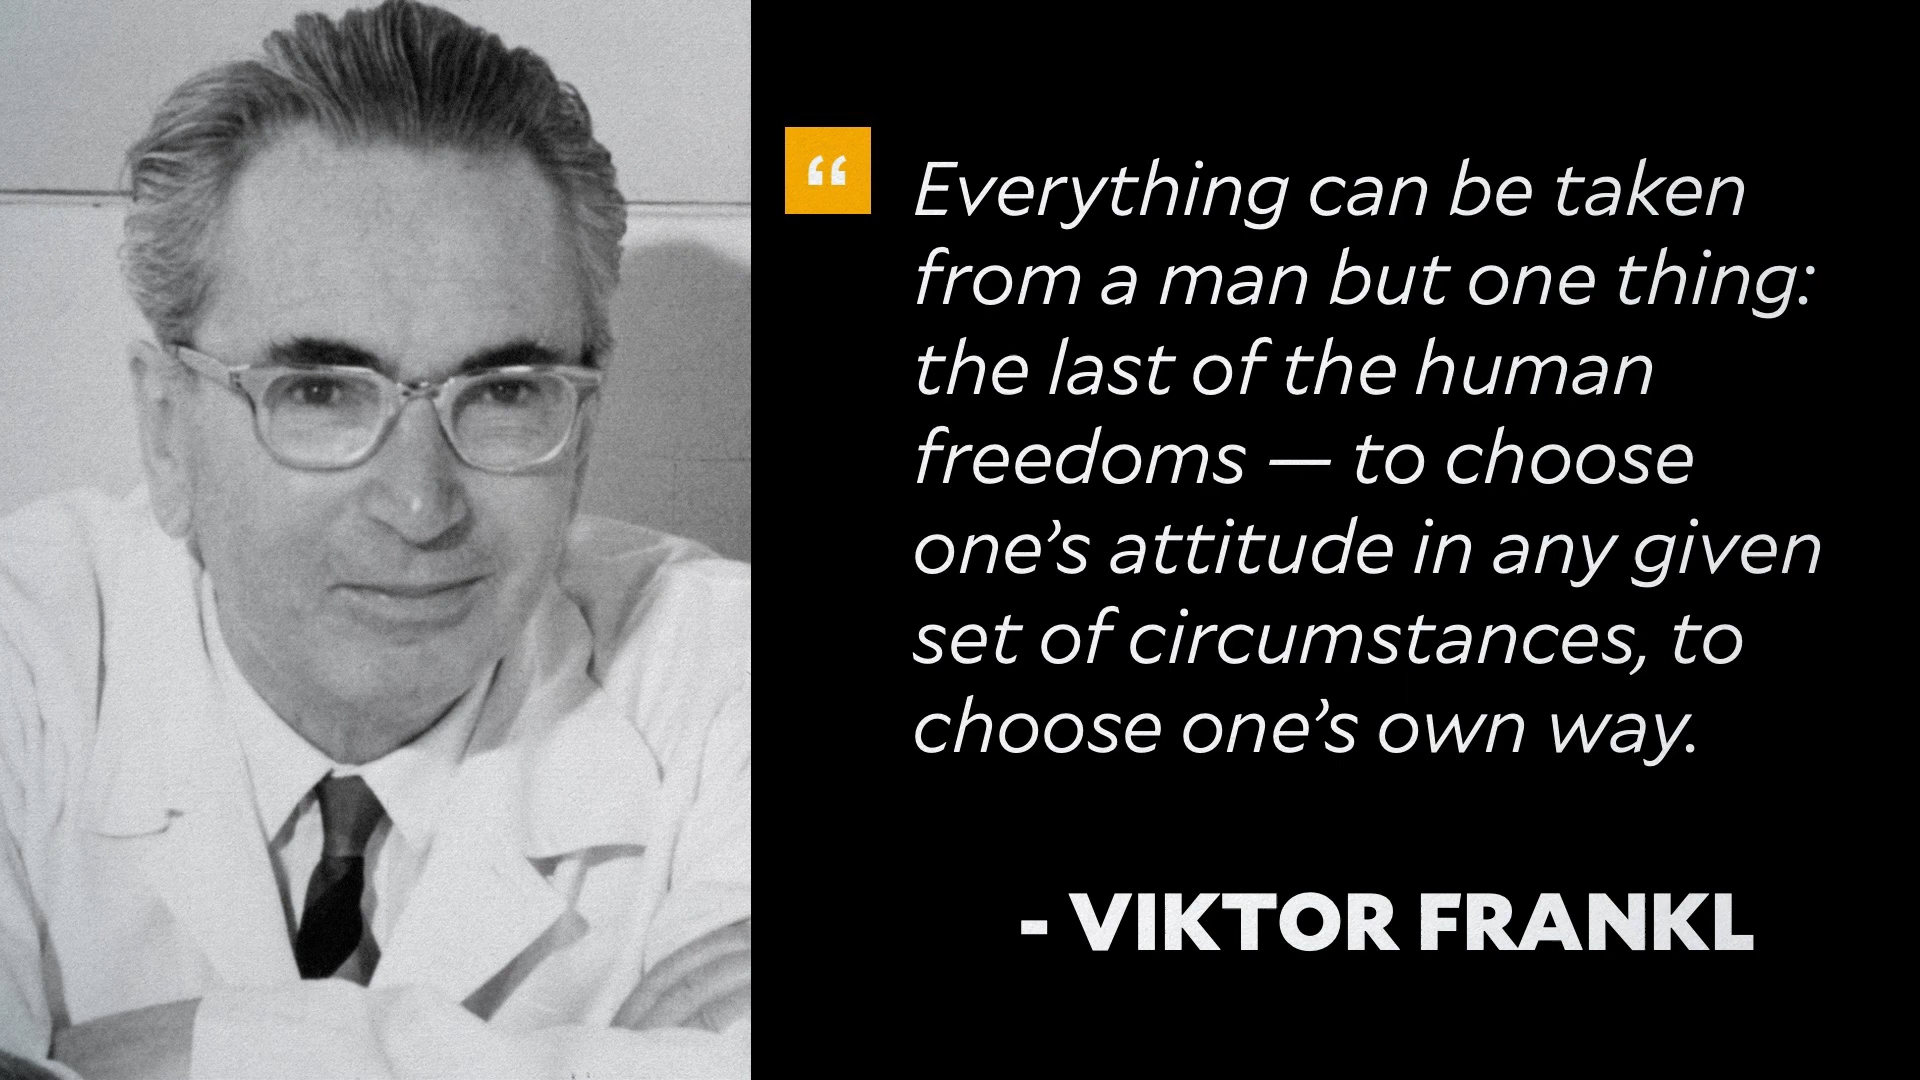 “
Everything can be taken
from a man but one thing:
the last of the human
freedoms — to choose
one’s attitude in any given
set of circumstances, to
choose one’s own way.
- VIKTOR FRANKL